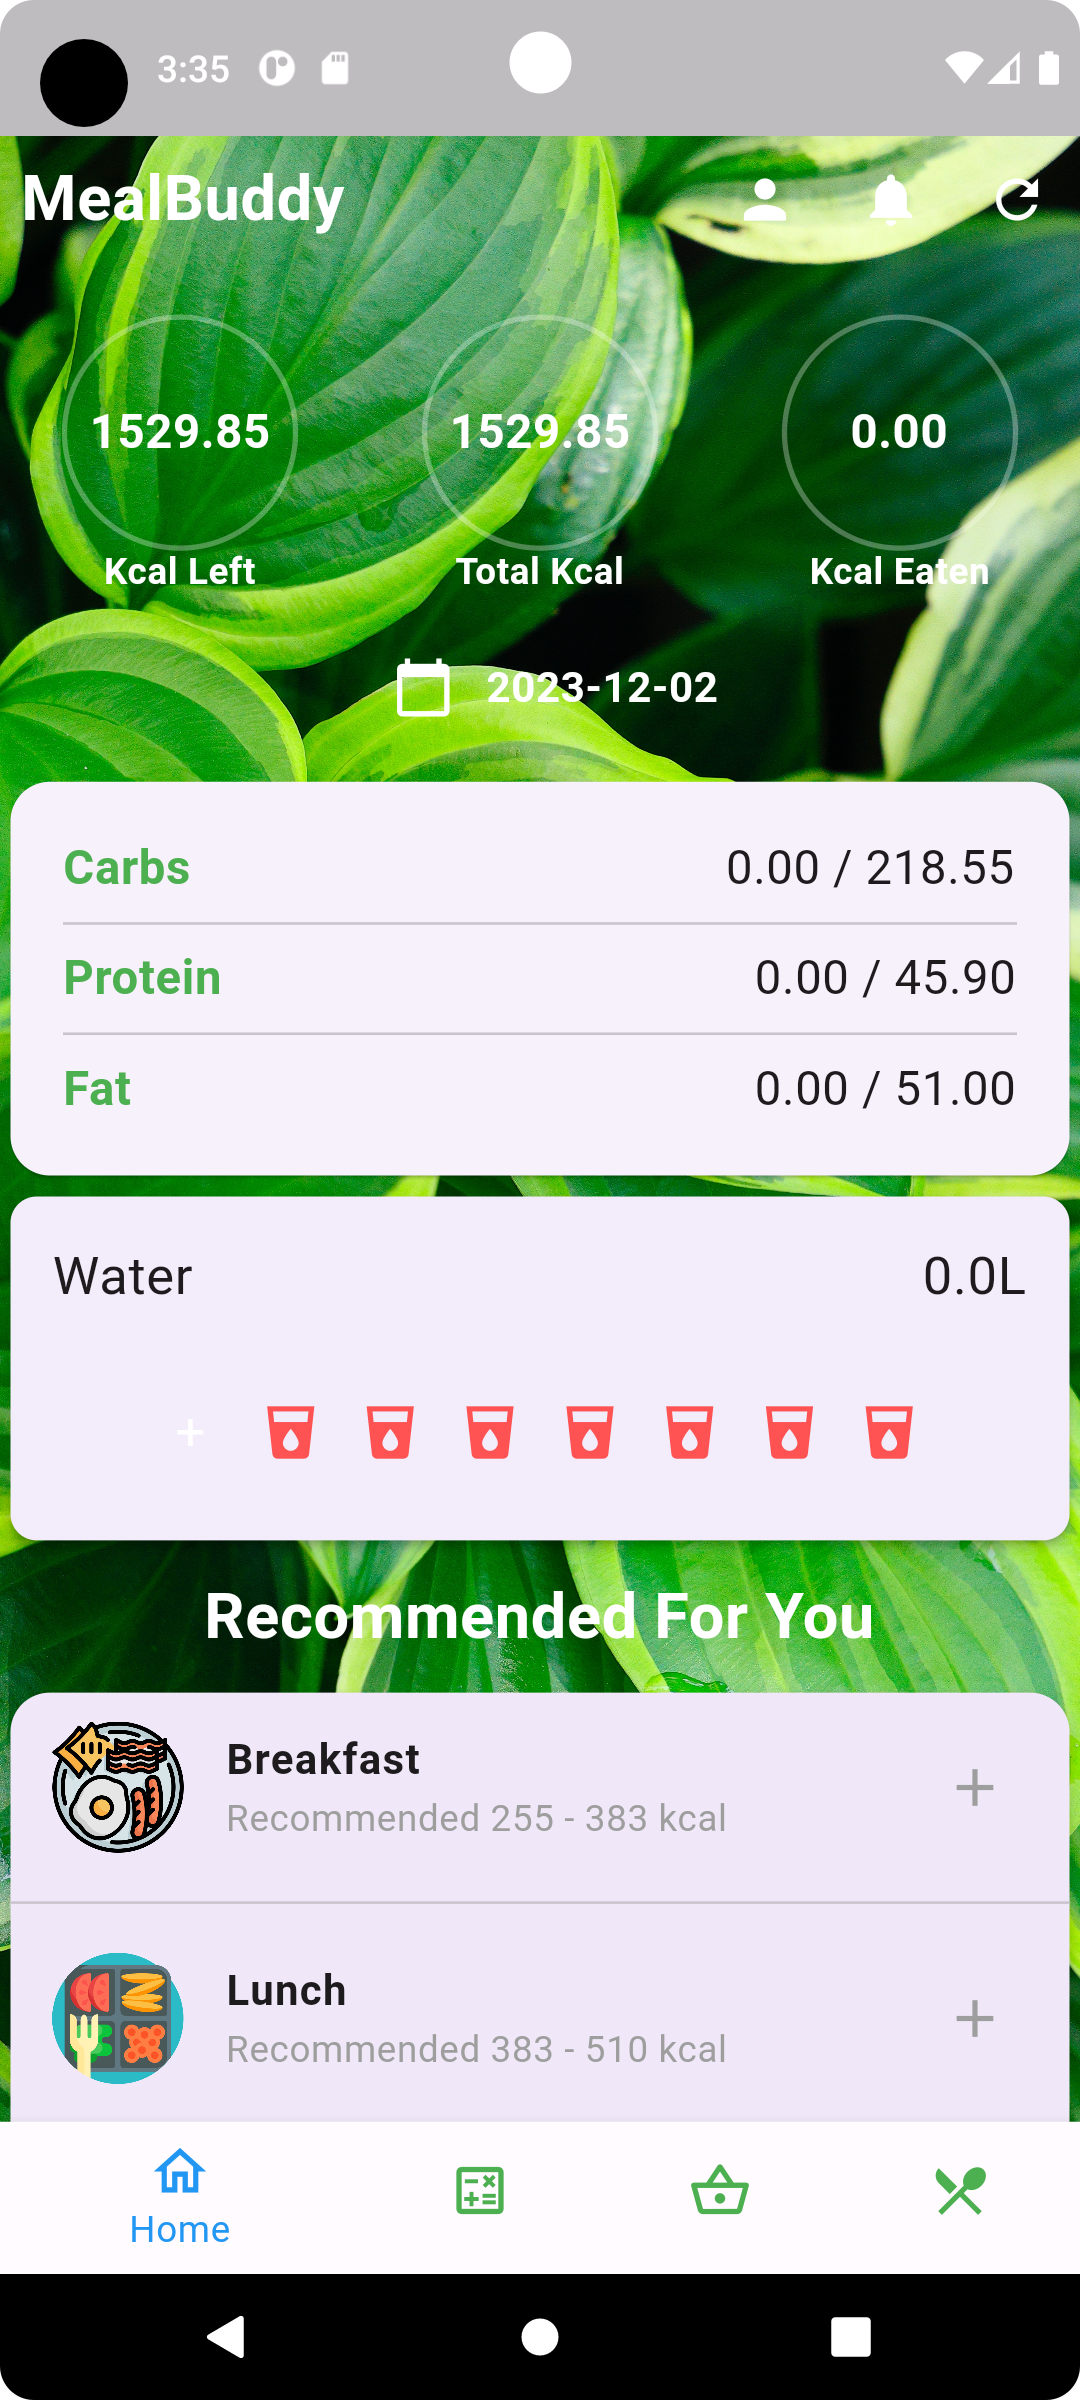 3:35
MealBuddy
1529.85 1529.85 0.00
Kcal Left Total Kcal Kcal Eaten
2023-12-02
Carbs 0.00 / 218.55
Protein 0.00 / 45.90
Fat 0.00 / 51.00
Water 0.0L
Recommended For You
Breakfast
Recommended 255 - 383 kcal
Lunch
Recommended 383 - 510 kcal
Home